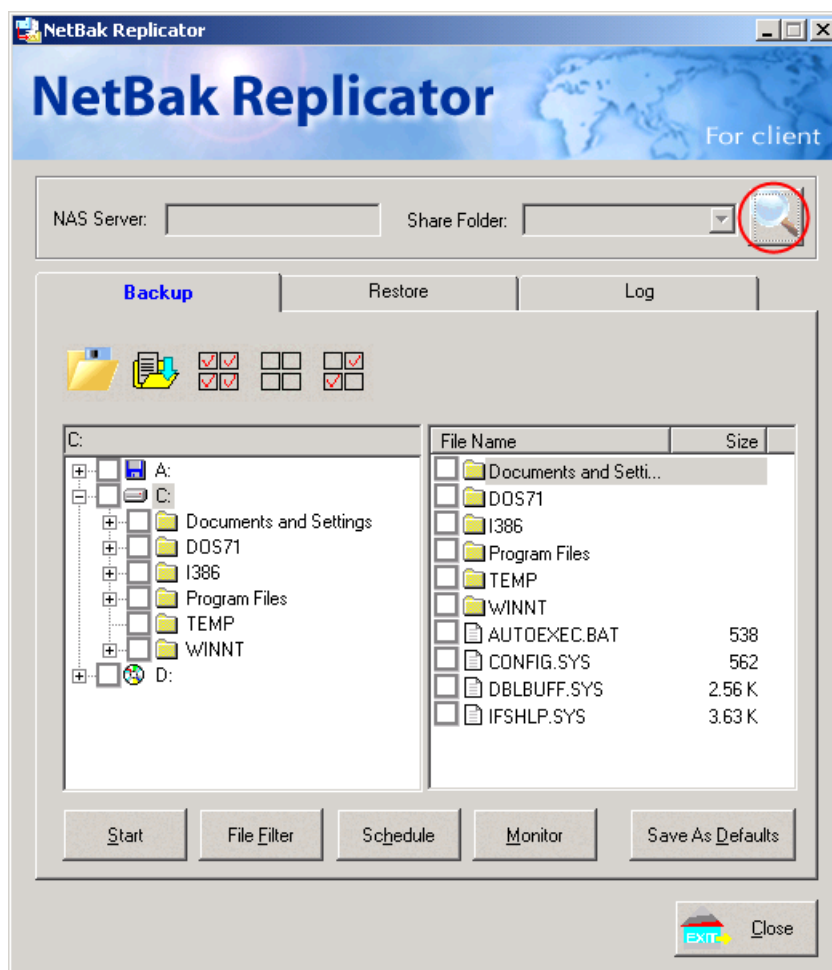 NetBak Replicator
NetBak Replicator
For client
NAS Server: Share Folder:
Backup Restore Log
C:
A:
C:
Documents and Settings
DOS71
I386
Program Files
TEMP
WINNT
D:
File Name Size
Documents and Setti...
DOS71
I386
Program Files
TEMP
WINNT
AUTOEXEC.BAT 538
CONFIG.SYS 562
DBLBUFF.SYS 2.56 K
IFSHLP.SYS 3.63 K
Start File Filter Schedule Monitor Save As Defaults
EXIT Close